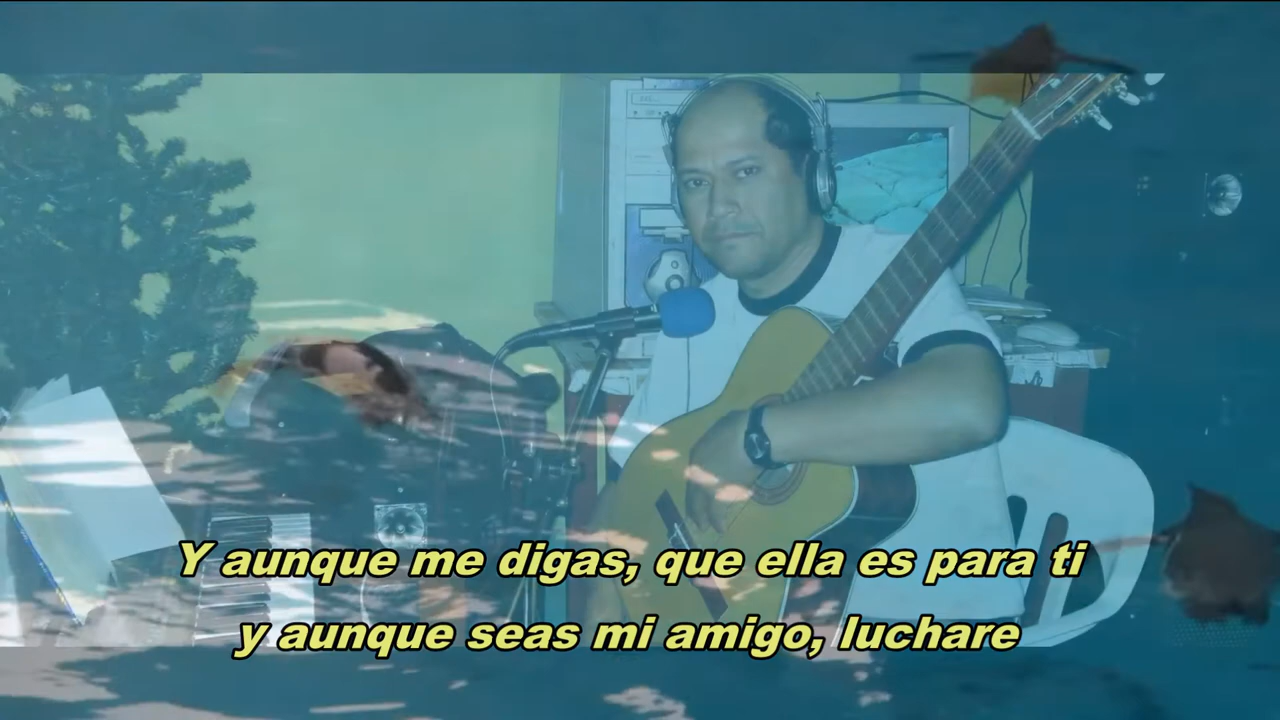 Y aunque me digas, que ella es para ti
y aunque seas mi amigo, luchare